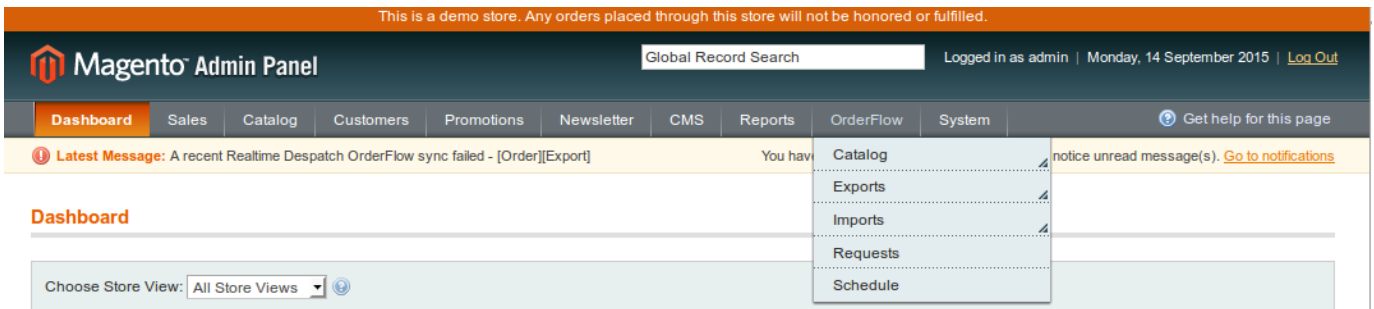 This is a demo store. Any orders placed through this store will not be honored or fulfilled.
Magento Admin Panel
Global Record Search
Logged in as admin | Monday, 14 September 2015 | Log Out
Dashboard Sales Catalog Customers Promotions Newsletter CMS Reports OrderFlow System Get help for this page
Latest Message: A recent Realtime Despatch OrderFlow sync failed - [Order][Export] You have notice unread message(s). Go to notifications
Catalog
Exports
Imports
Requests
Schedule
Dashboard
Choose Store View: All Store Views